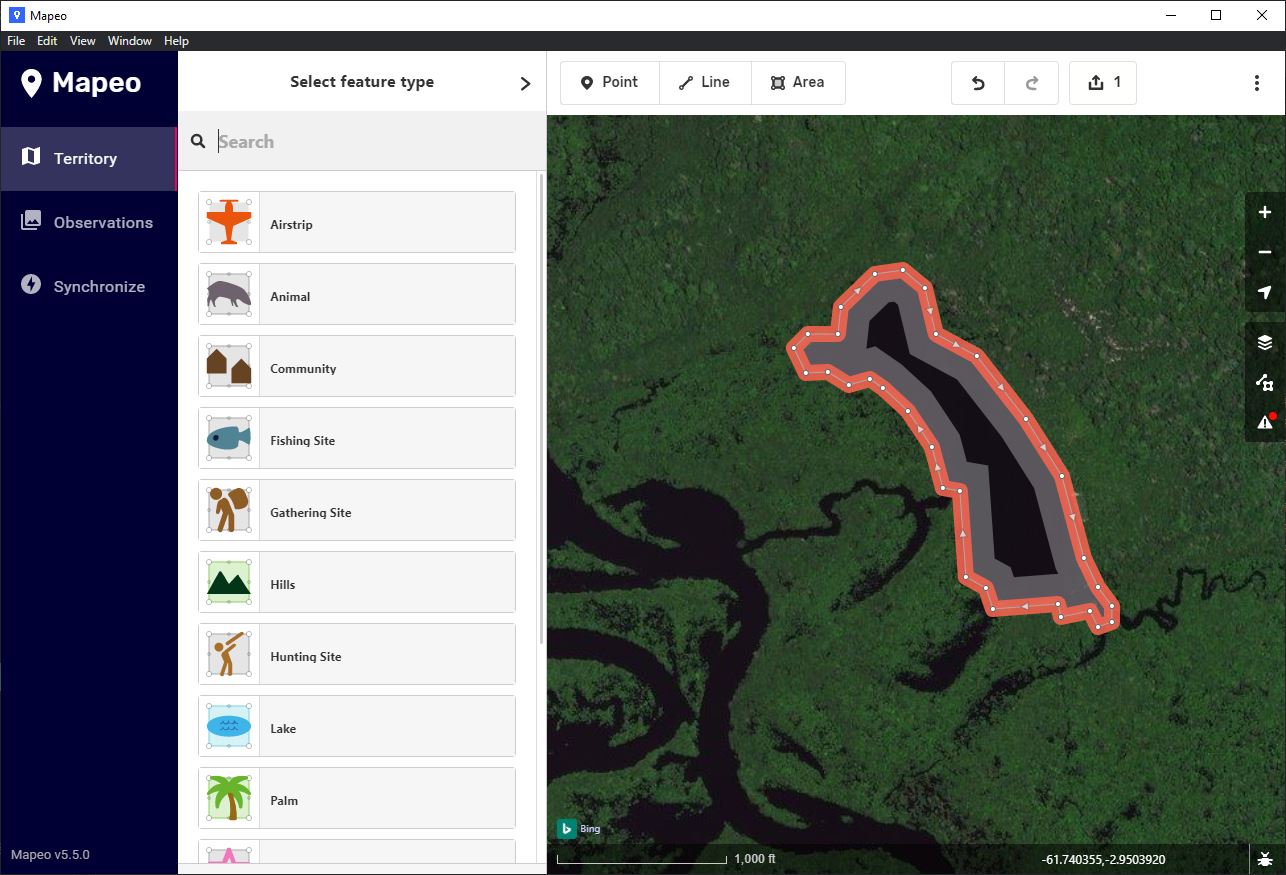 Mapeo
File Edit View Window Help
Mapeo
Territory
Observations
Synchronize
Mapeo v5.5.0
Select feature type
Search
Airstrip
Animal
Community
Fishing Site
Gathering Site
Hills
Hunting Site
Lake
Palm
Point Line Area 1
Bing
1,000 ft
-61.740355,-2.9503920